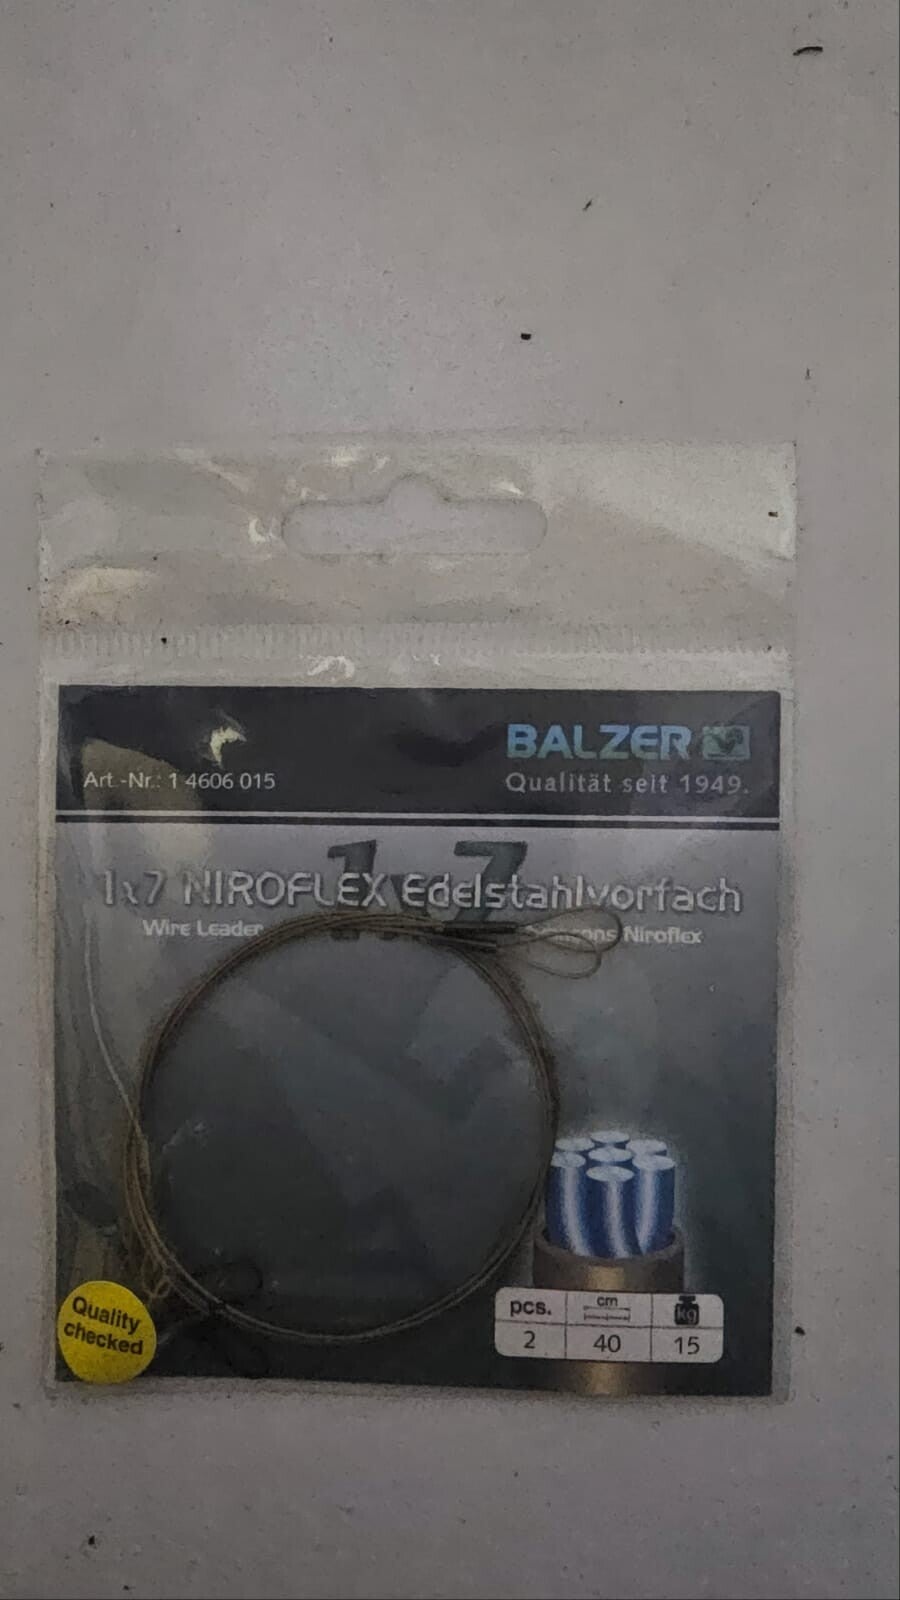 BALZER
Art.-Nr.: 1 4606 015
Qualität seit 1949.
1x7
1x7 NIROFLEX Edelstahlvorfach
Wire Leader
Niroflex
Quality
checked
pcs. cm kg
2 40 15